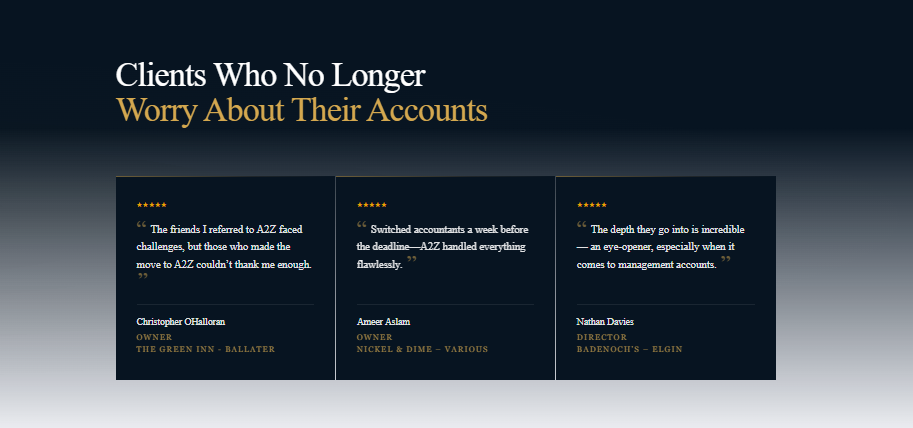 Clients Who No Longer
Worry About Their Accounts
★★★★★
“ The friends I referred to A2Z faced
challenges, but those who made the
move to A2Z couldn’t thank me enough.
”
Christopher OHalloran
OWNER
THE GREEN INN - BALLATER
★★★★★
“ Switched accountants a week before
the deadline—A2Z handled everything
flawlessly. ”
Ameer Aslam
OWNER
NICKEL & DIME – VARIOUS
★★★★★
“ The depth they go into is incredible
— an eye-opener, especially when it
comes to management accounts. ”
Nathan Davies
DIRECTOR
BADENOCH’S – ELGIN